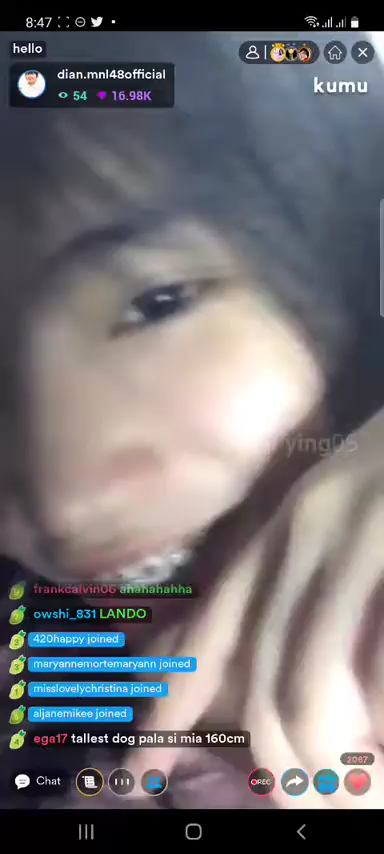 8:47
hello
dian.mnl48official
54 16.98K
kumu
ying05
frankcalvin06 ahahahahha
owshi_831 LANDO
420happy joined
maryannemortemaryann joined
misslovelychristina joined
aljanemikee joined
ega17 tallest dog pala si mia 160cm
2067
Chat
REC